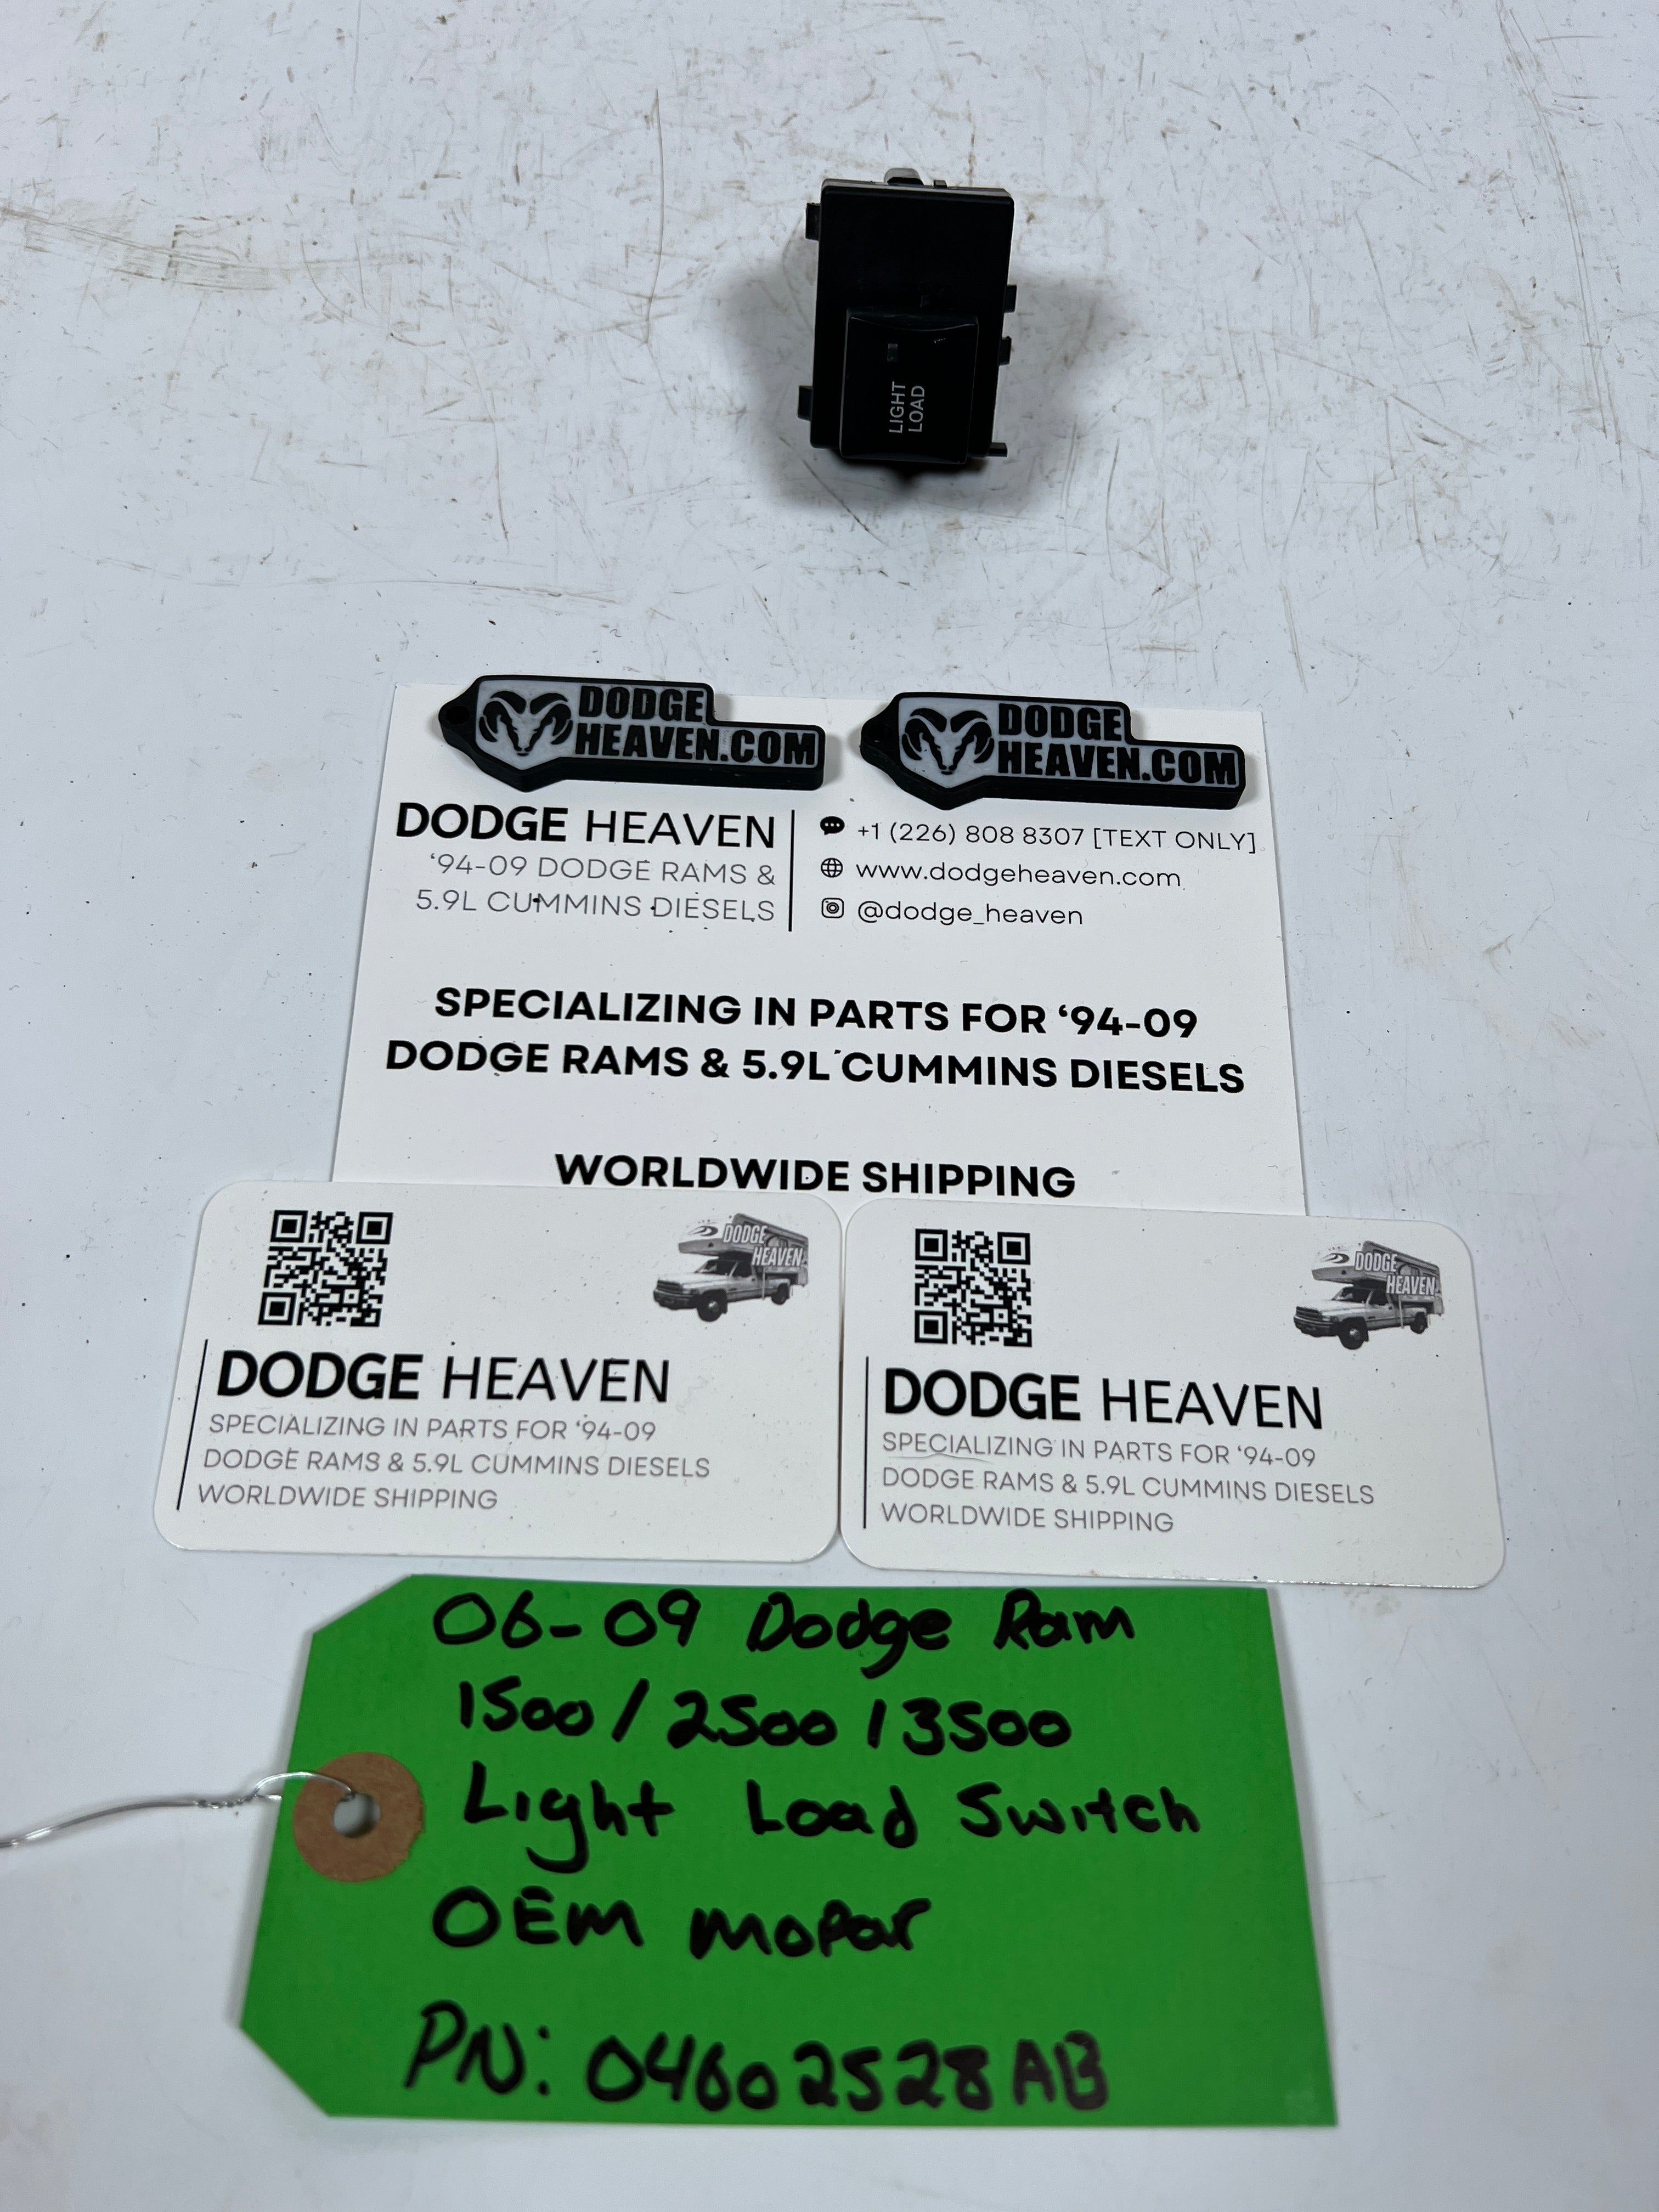 LIGHT
LOAD
DODGE
HEAVEN.COM
DODGE
HEAVEN.COM
DODGE HEAVEN
‘94-09 DODGE RAMS &
5.9L CUMMINS DIESELS
+1 (226) 808 8307 [TEXT ONLY]
www.dodgeheaven.com
@dodge_heaven
SPECIALIZING IN PARTS FOR ‘94-09
DODGE RAMS & 5.9L CUMMINS DIESELS
WORLDWIDE SHIPPING
DODGE
HEAVEN
DODGE HEAVEN
SPECIALIZING IN PARTS FOR ‘94-09
DODGE RAMS & 5.9L CUMMINS DIESELS
WORLDWIDE SHIPPING
DODGE
HEAVEN
DODGE HEAVEN
SPECIALIZING IN PARTS FOR ‘94-09
DODGE RAMS & 5.9L CUMMINS DIESELS
WORLDWIDE SHIPPING
06-09 Dodge Ram
1500/2500/3500
Light Load Switch
OEM mopar
PN: 04602528AB